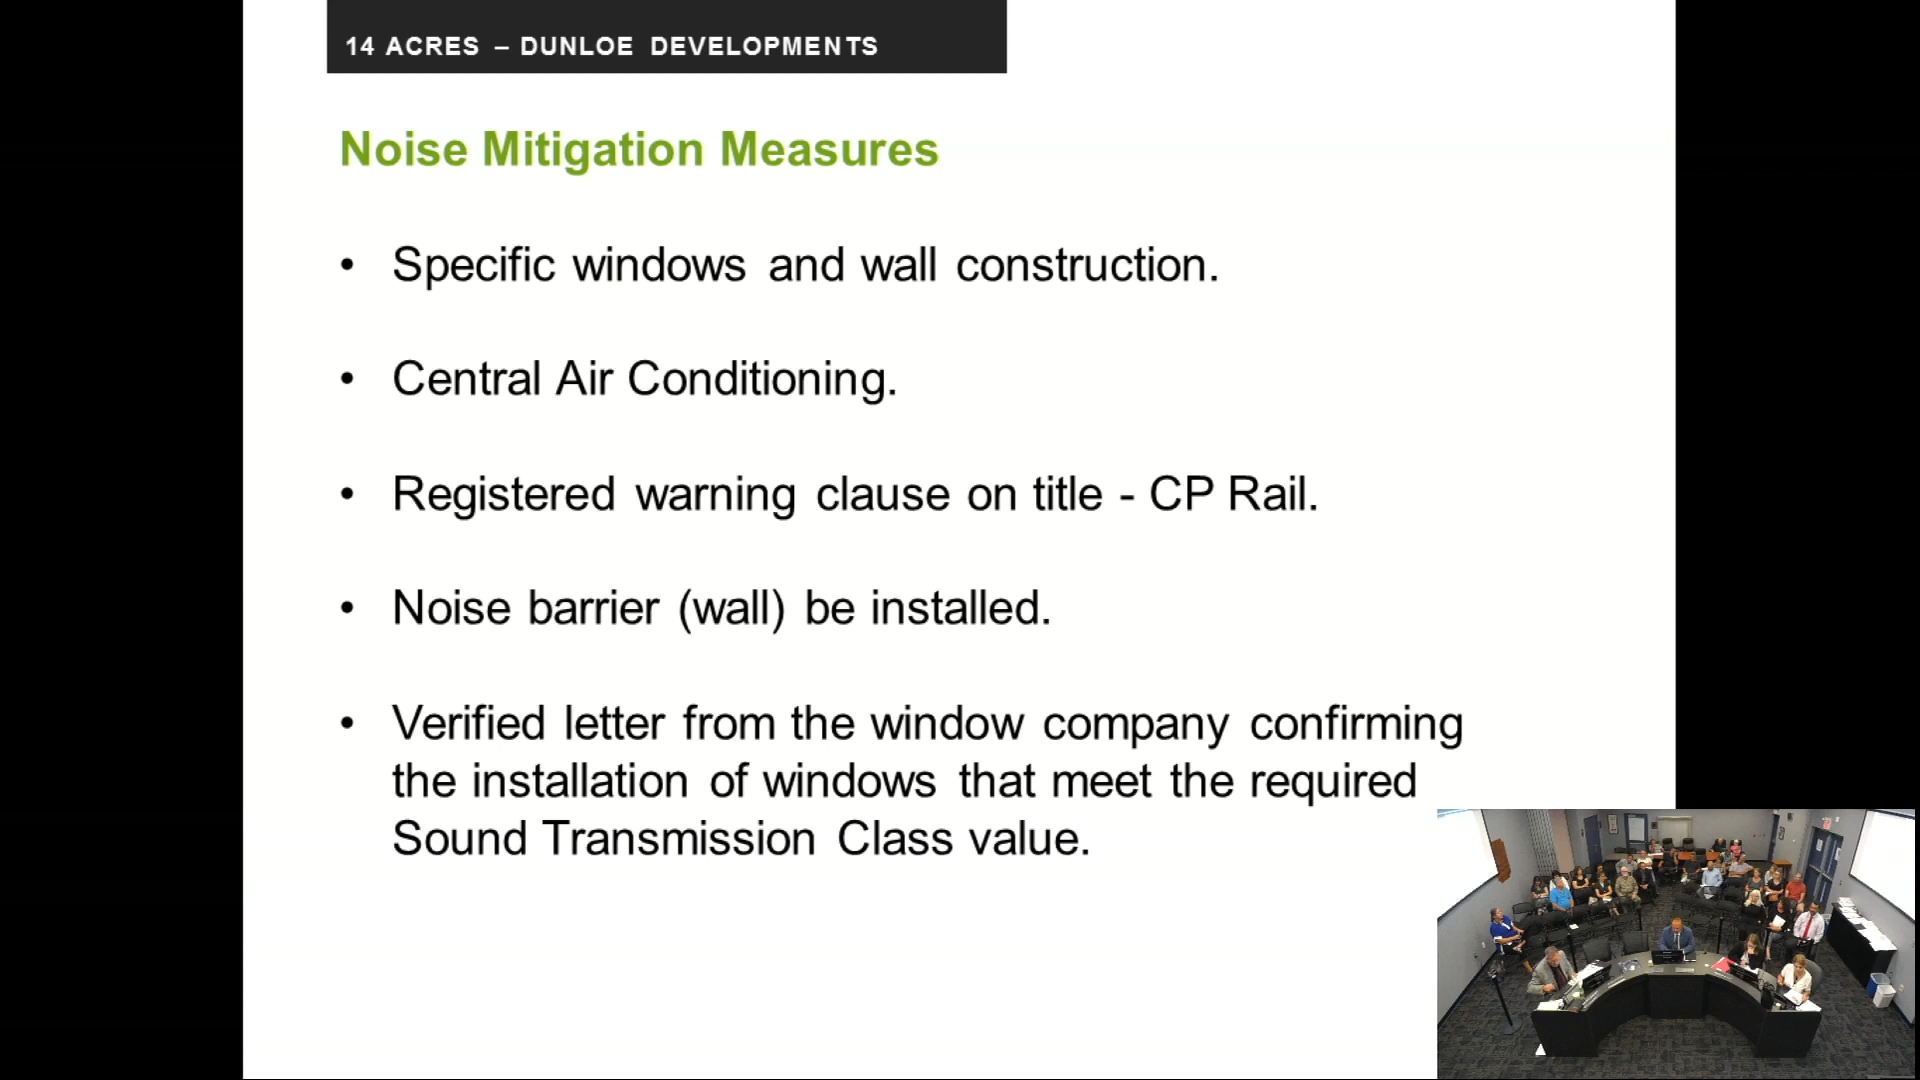 14 ACRES – DUNLOE DEVELOPMENTS
Noise Mitigation Measures
• Specific windows and wall construction.
• Central Air Conditioning.
• Registered warning clause on title - CP Rail.
• Noise barrier (wall) be installed.
• Verified letter from the window company confirming
the installation of windows that meet the required
Sound Transmission Class value.